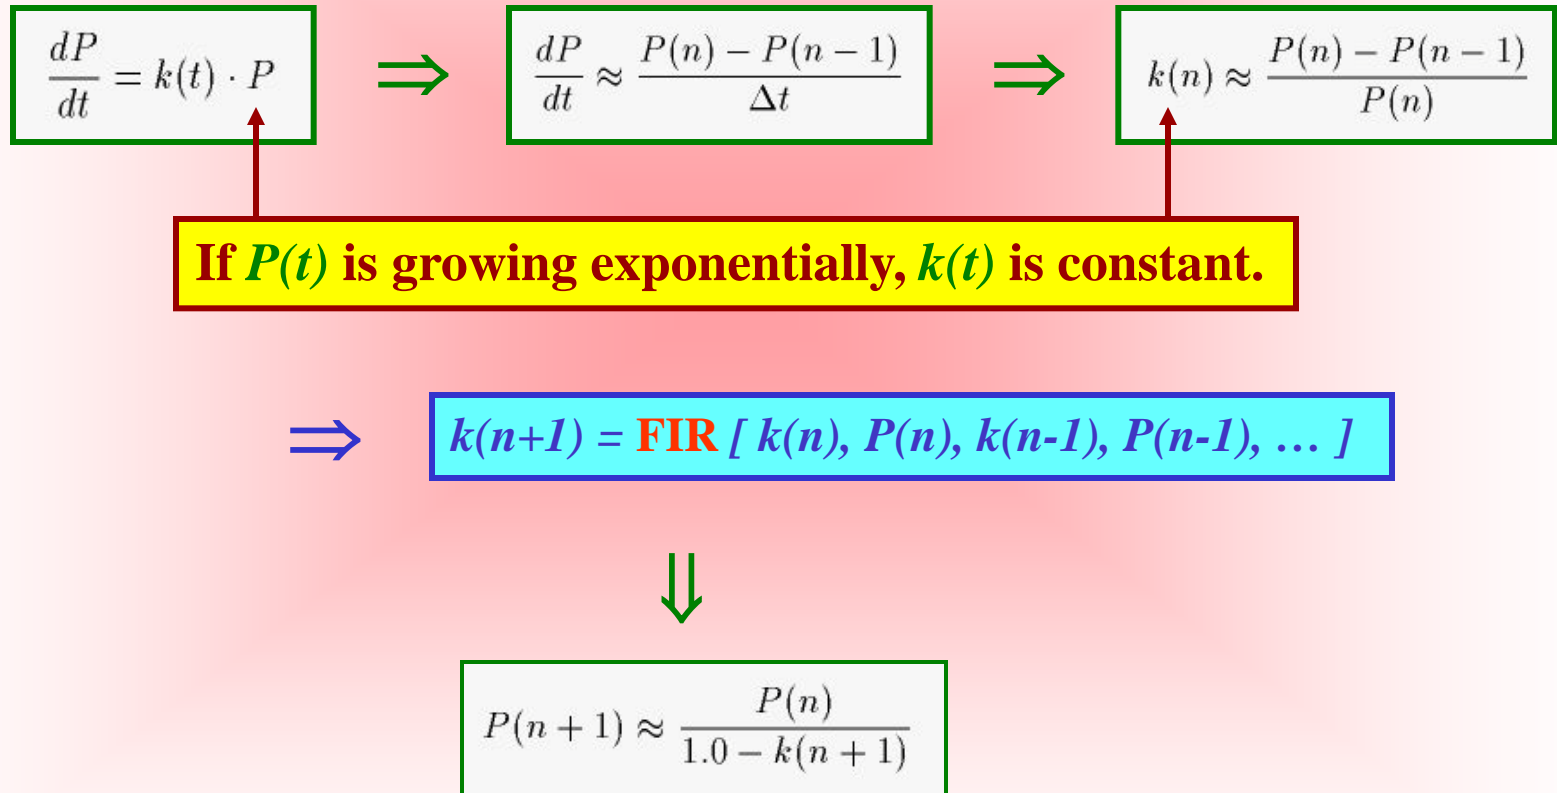 dP/dt = k(t) · P ⇒ dP/dt ≈ (P(n) − P(n − 1))/Δt ⇒ k(n) ≈ (P(n) − P(n − 1))/P(n)
If P(t) is growing exponentially, k(t) is constant.
⇒ k(n+1) = FIR [ k(n), P(n), k(n-1), P(n-1), … ]
⇓
P(n + 1) ≈ P(n)/(1.0 − k(n + 1))